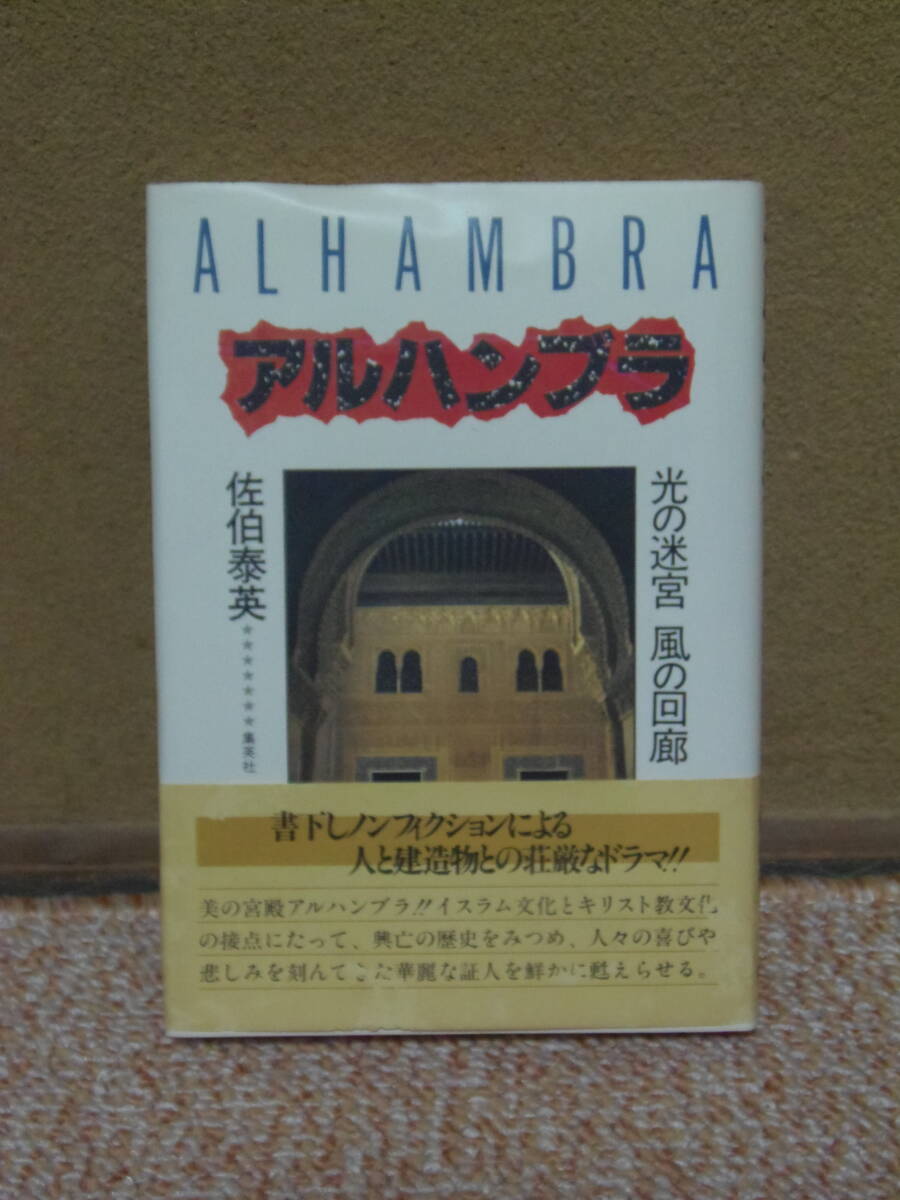 ALHAMBRA
アルハンブラ
光の迷宮 風の回廊
佐伯泰英★★★★★★★集英社
書下しノンフィクションによる
人と建造物との荘厳なドラマ!!
美の宮殿アルハンブラ!!イスラム文化とキリスト教文化
の接点にたって、興亡の歴史をみつめ、人々の喜びや
悲しみを刻んできた華麗な証人を鮮かに甦えらせる。